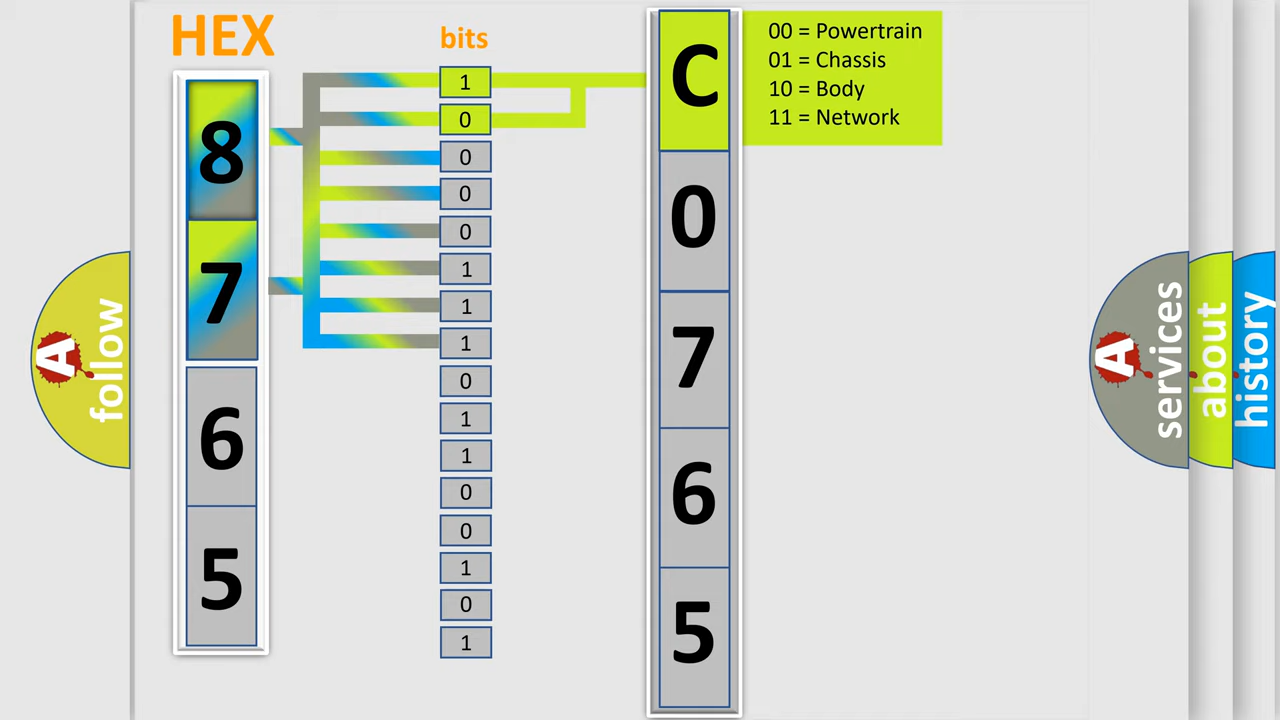 HEX
8
7
6
5
bits
1
0
0
0
0
1
1
1
0
1
1
0
0
1
0
1
C
0
7
6
5
00 = Powertrain
01 = Chassis
10 = Body
11 = Network
A follow
A services
about
history